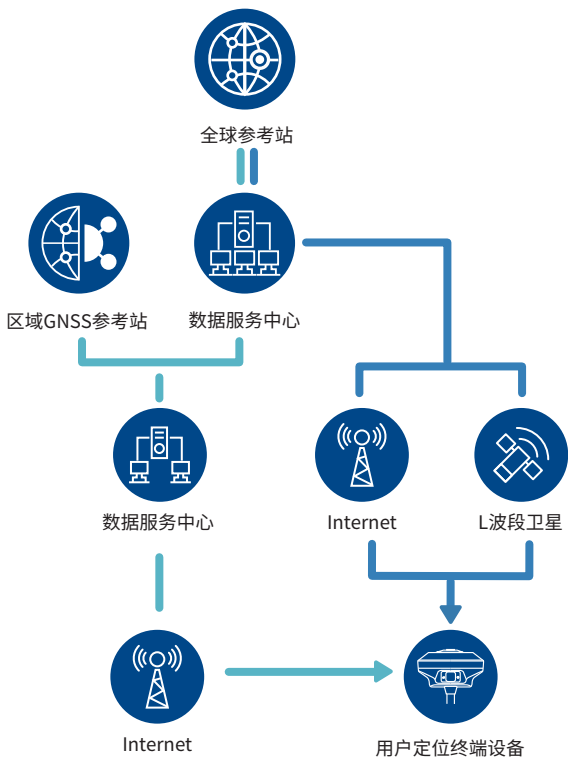 全球参考站
区域GNSS参考站
数据服务中心
数据服务中心
Internet
L波段卫星
Internet
用户定位终端设备